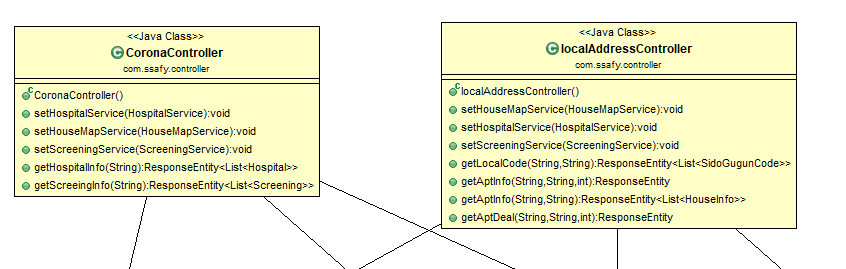 <<Java Class>>
CoronaController
com.ssafy.controller
CoronaController()
setHospitalService(HospitalService):void
setHouseMapService(HouseMapService):void
setScreeningService(ScreeningService):void
getHospitalInfo(String):ResponseEntity<List<Hospital>>
getScreeingInfo(String):ResponseEntity<List<Screening>>
<<Java Class>>
localAddressController
com.ssafy.controller
localAddressController()
setHouseMapService(HouseMapService):void
setHospitalService(HospitalService):void
setScreeningService(ScreeningService):void
getLocalCode(String,String):ResponseEntity<List<SidoGugunCode>>
getAptInfo(String,String,int):ResponseEntity
getAptInfo(String,String):ResponseEntity<List<HouseInfo>>
getAptDeal(String,String,int):ResponseEntity